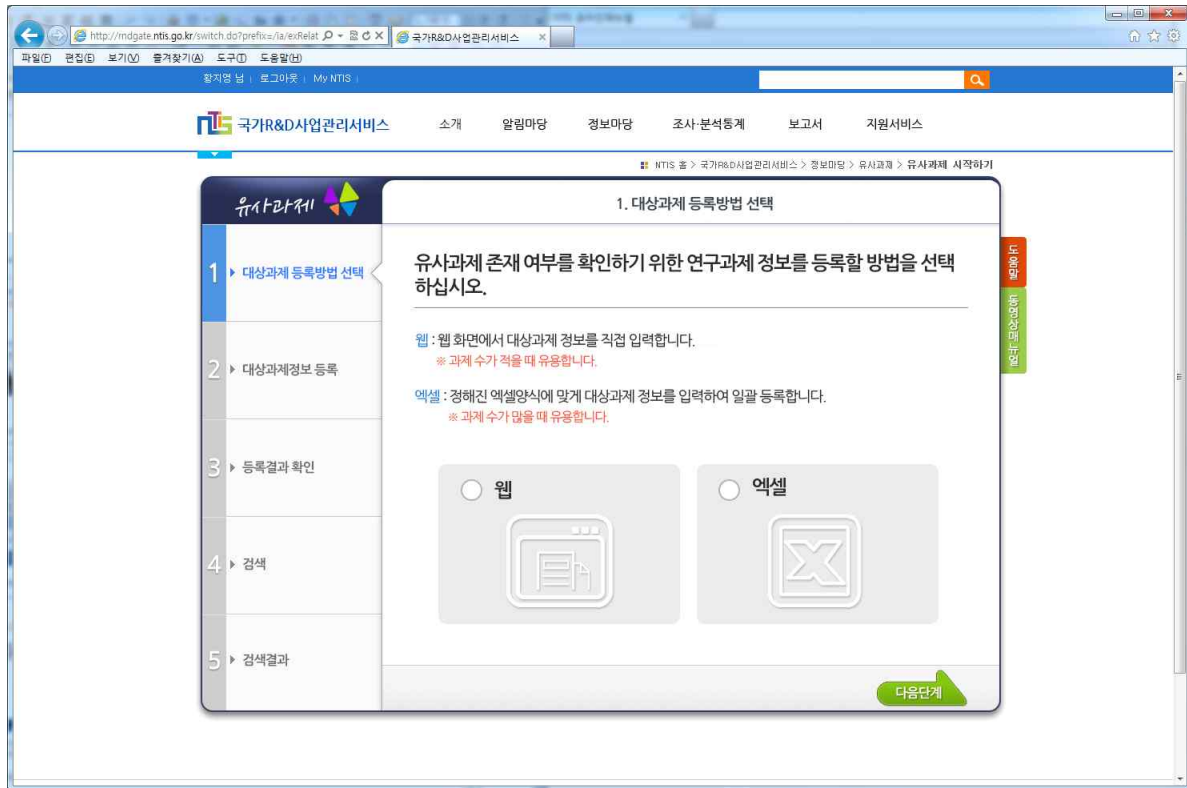 http://rndgate.ntis.go.kr/switch.do?prefix=/ia/exRelat
국가R&D사업관리서비스
파일(F) 편집(E) 보기(V) 즐겨찾기(A) 도구(T) 도움말(H)
황지영 님 | 로그아웃 | My NTIS |
nTIS 국가R&D사업관리서비스 소개 알림마당 정보마당 조사·분석통계 보고서 지원서비스
NTIS 홈 > 국가R&D사업관리서비스 > 정보마당 > 유사과제 > 유사과제 시작하기
유사과제
1. 대상과제 등록방법 선택
1 대상과제 등록방법 선택
2 대상과제정보 등록
3 등록결과 확인
4 검색
5 검색결과
유사과제 존재 여부를 확인하기 위한 연구과제 정보를 등록할 방법을 선택
하십시오.
웹 : 웹 화면에서 대상과제 정보를 직접 입력합니다.
※ 과제 수가 적을 때 유용합니다.
엑셀 : 정해진 엑셀양식에 맞게 대상과제 정보를 입력하여 일괄 등록합니다.
※ 과제 수가 많을 때 유용합니다.
웹
엑셀
다음단계
도움말
동영상매뉴얼